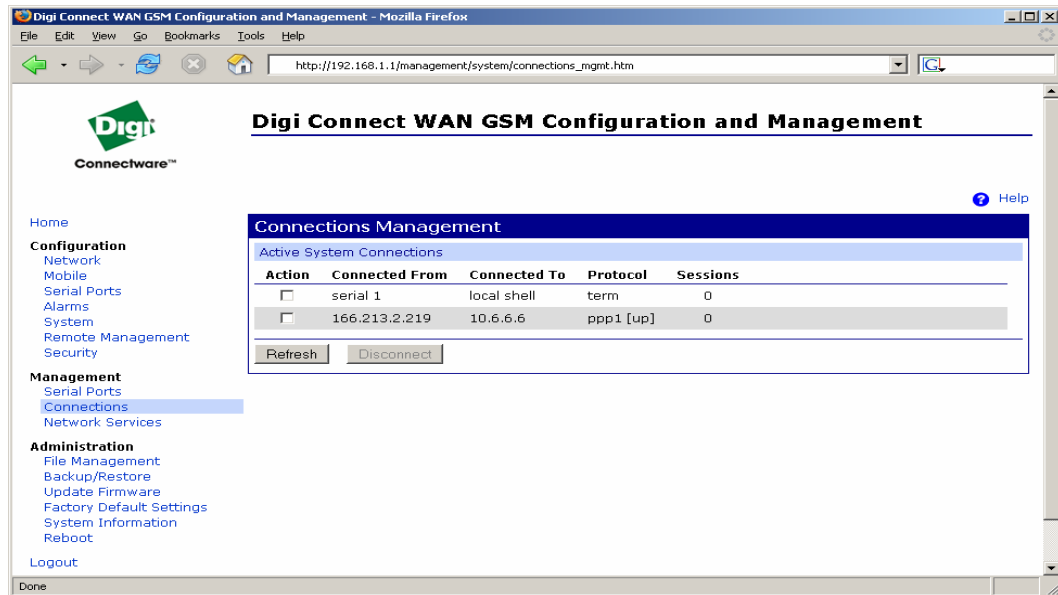 Digi Connect WAN GSM Configuration and Management - Mozilla Firefox
File Edit View Go Bookmarks Tools Help
http://192.168.1.1/management/system/connections_mgmt.htm
G
Digi
Connectware™
Digi Connect WAN GSM Configuration and Management
? Help
Home
Configuration
Network
Mobile
Serial Ports
Alarms
System
Remote Management
Security
Management
Serial Ports
Connections
Network Services
Administration
File Management
Backup/Restore
Update Firmware
Factory Default Settings
System Information
Reboot
Logout
Connections Management
Active System Connections
Action Connected From Connected To Protocol Sessions
serial 1 local shell term 0
166.213.2.219 10.6.6.6 ppp1 [up] 0
Refresh Disconnect
Done